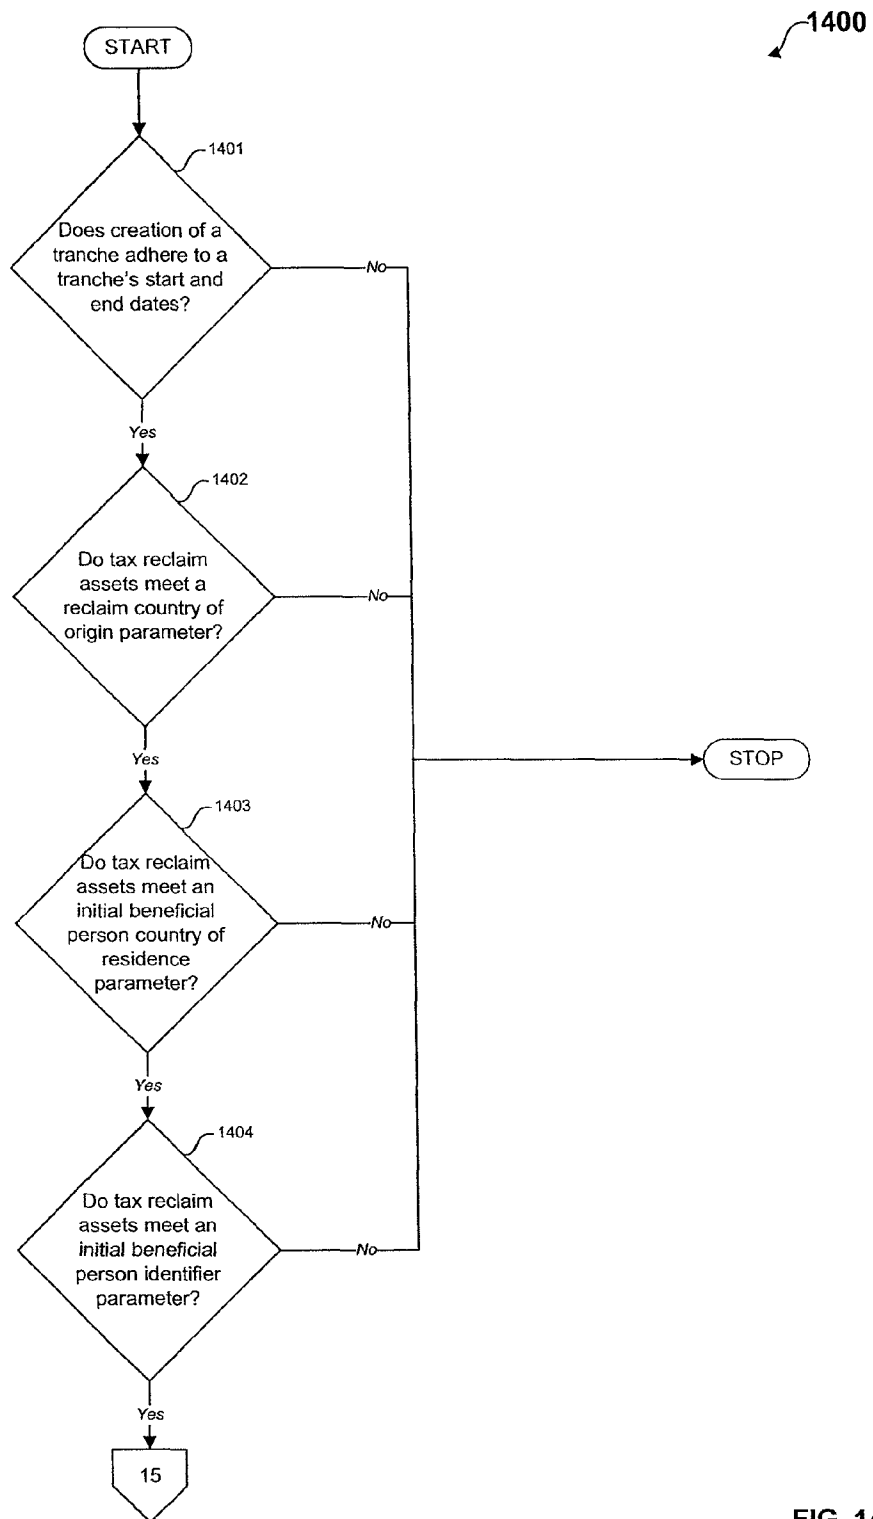 1400
START
1401
Does creation of a
tranche adhere to a
tranche's start and
end dates?
No
Yes
1402
Do tax reclaim
assets meet a
reclaim country of
origin parameter?
No
Yes
STOP
1403
Do tax reclaim
assets meet an
initial beneficial
person country of
residence
parameter?
No
Yes
1404
Do tax reclaim
assets meet an
initial beneficial
person identifier
parameter?
No
Yes
15
FIG.